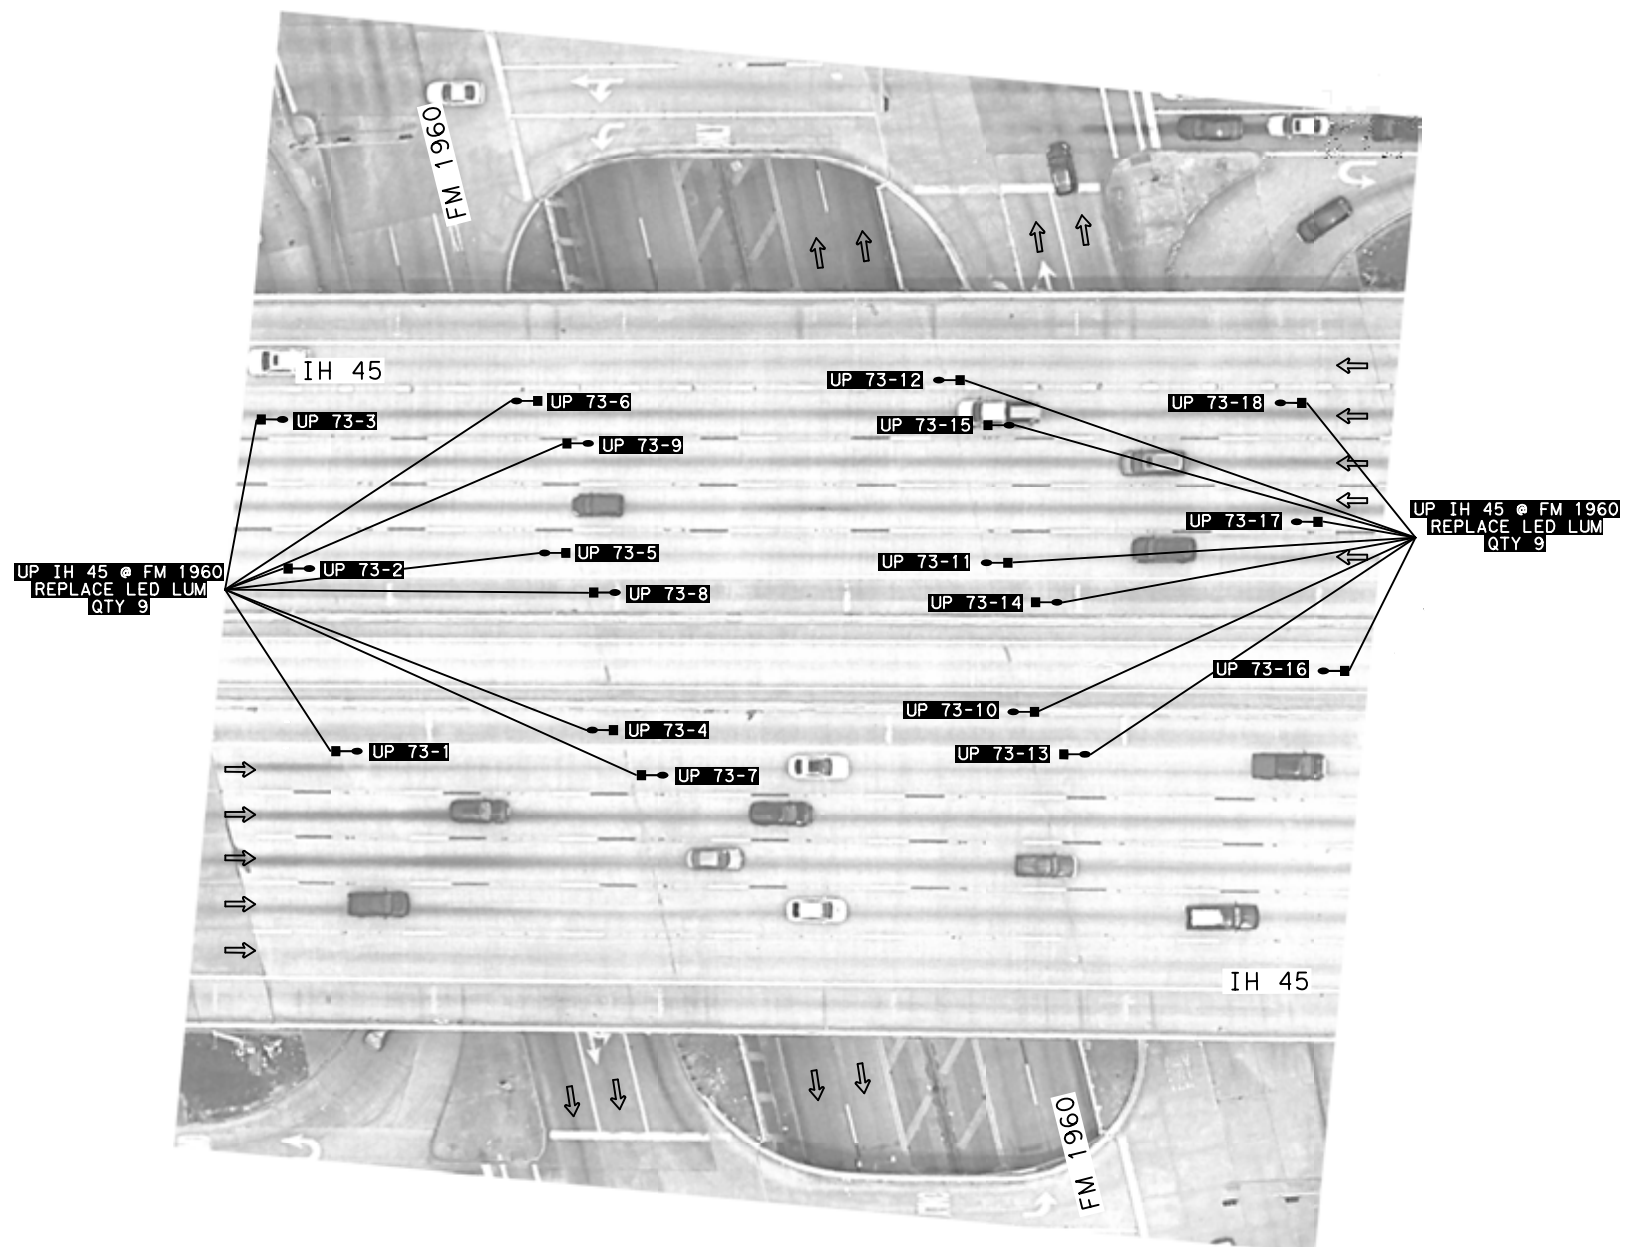 FM 1960
IH 45
UP 73-12
UP 73-6
UP 73-18
UP 73-3
UP 73-15
UP 73-9
UP IH 45 @ FM 1960
REPLACE LED LUM
QTY 9
UP 73-17
UP 73-5
UP 73-11
UP 73-2
UP IH 45 @ FM 1960
REPLACE LED LUM
QTY 9
UP 73-8
UP 73-14
UP 73-16
UP 73-10
UP 73-4
UP 73-1
UP 73-13
UP 73-7
IH 45
FM 1960